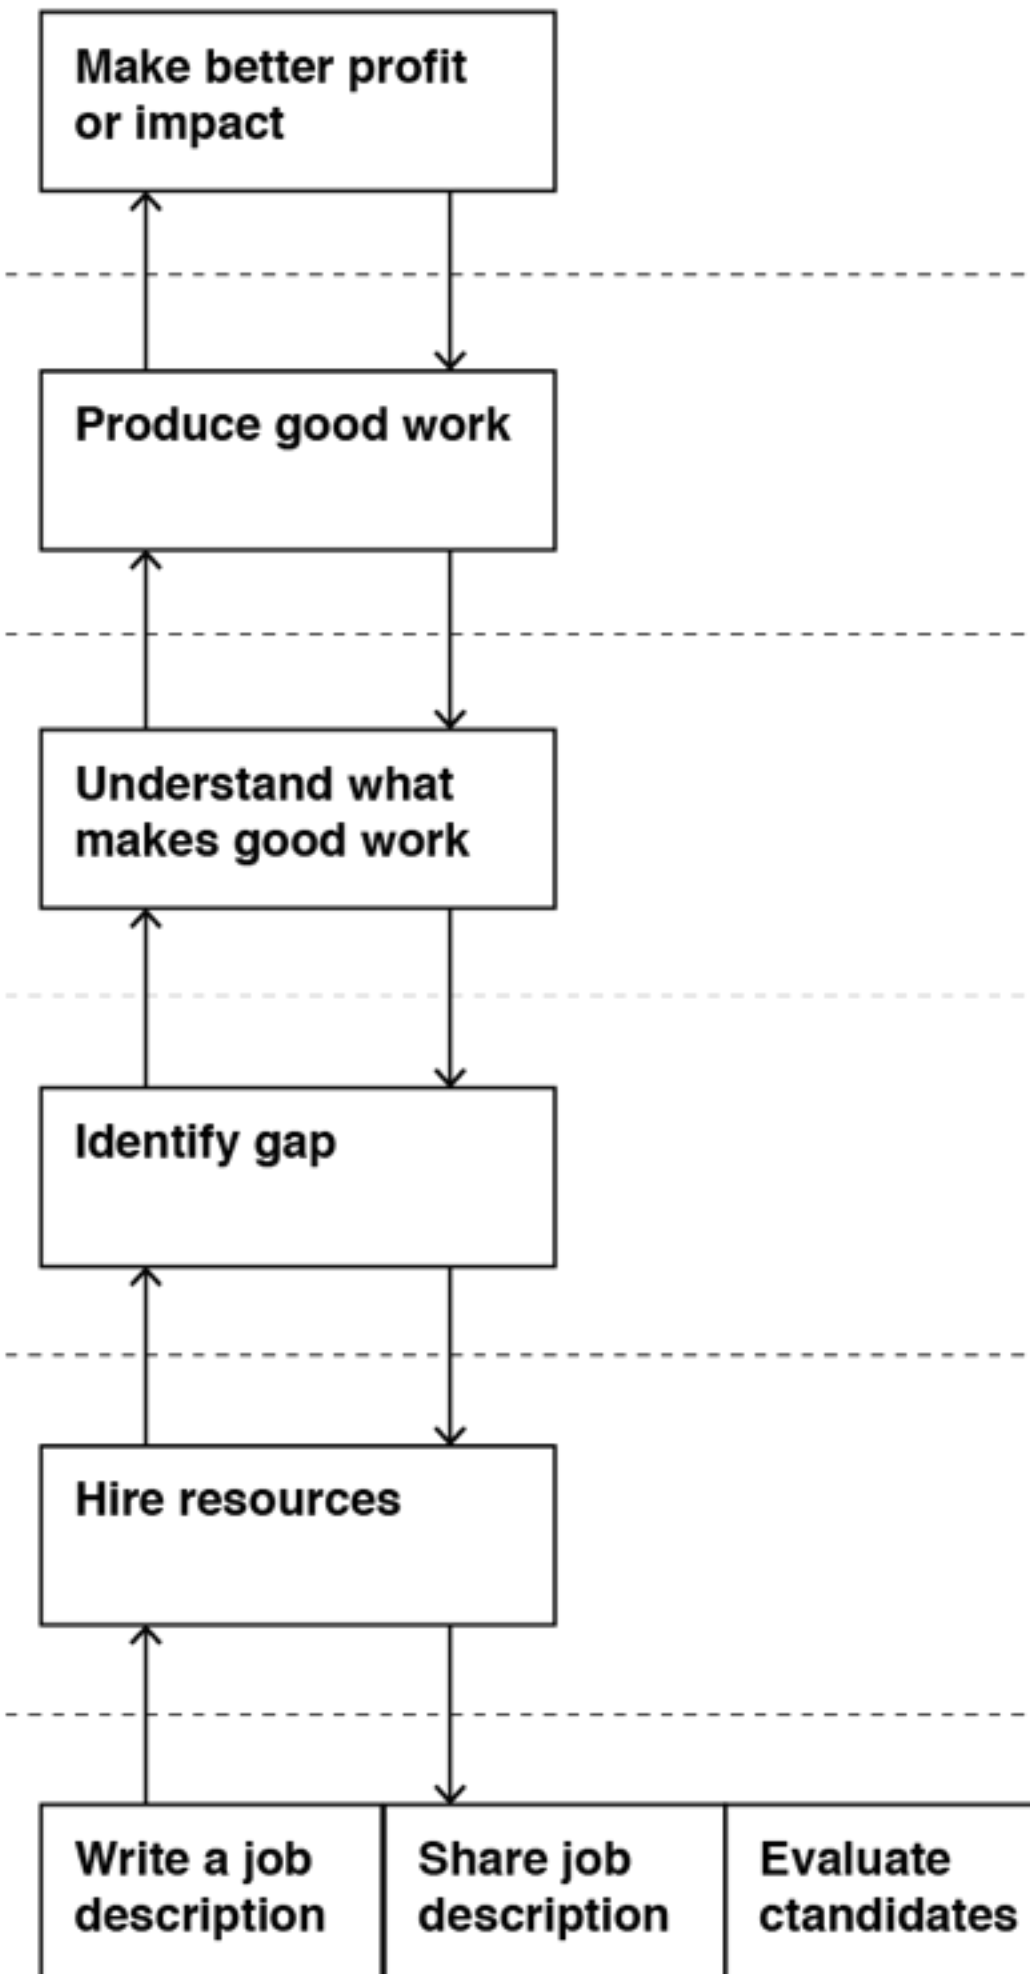 Make better profit
or impact
Produce good work
Understand what
makes good work
Identify gap
Hire resources
Write a job
description
Share job
description
Evaluate
ctandidates